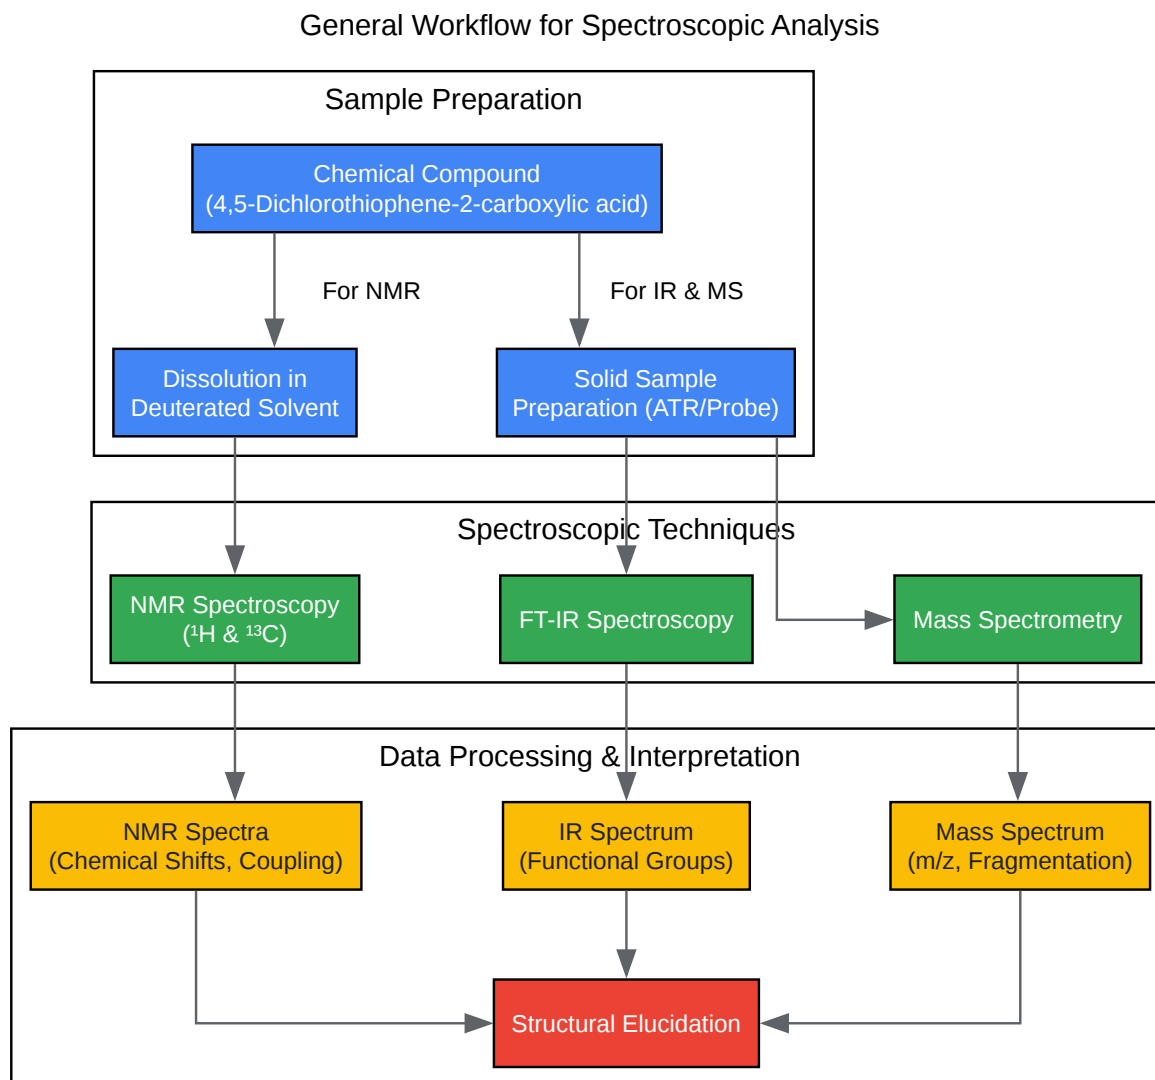 General Workflow for Spectroscopic Analysis
Sample Preparation
Chemical Compound
(4,5-Dichlorothiophene-2-carboxylic acid)
For NMR
For IR & MS
Dissolution in
Deuterated Solvent
Solid Sample
Preparation (ATR/Probe)
Spectroscopic Techniques
NMR Spectroscopy
(¹H & ¹³C)
FT-IR Spectroscopy
Mass Spectrometry
Data Processing & Interpretation
NMR Spectra
(Chemical Shifts, Coupling)
IR Spectrum
(Functional Groups)
Mass Spectrum
(m/z, Fragmentation)
Structural Elucidation